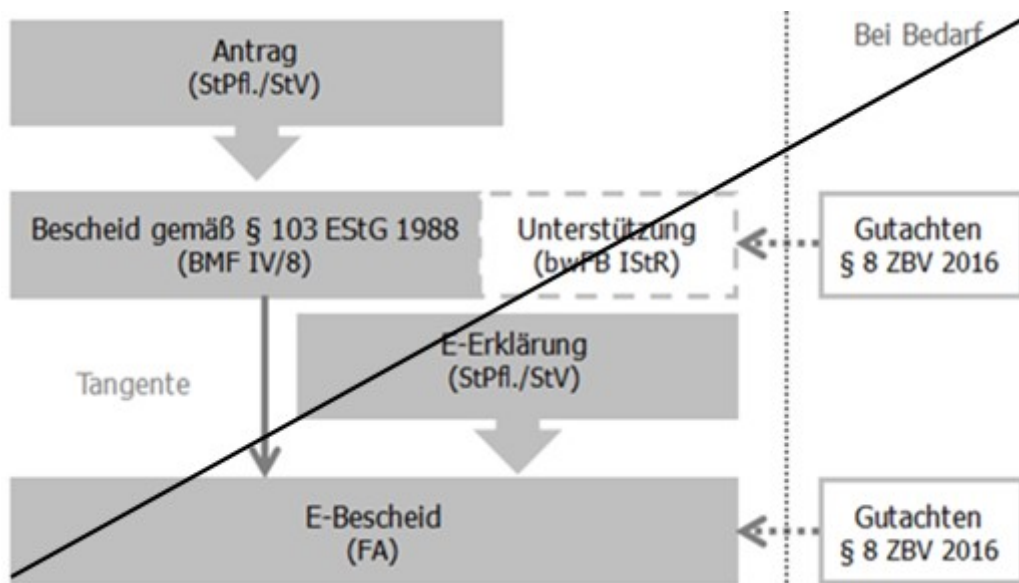 Bei Bedarf
Antrag
(StPfl./StV)
Bescheid gemäß § 103 EStG 1988
(BMF IV/8)
Unterstützung
(bwFB IStR)
Gutachten
§ 8 ZBV 2016
E-Erklärung
(StPfl./StV)
Tangente
E-Bescheid
(FA)
Gutachten
§ 8 ZBV 2016